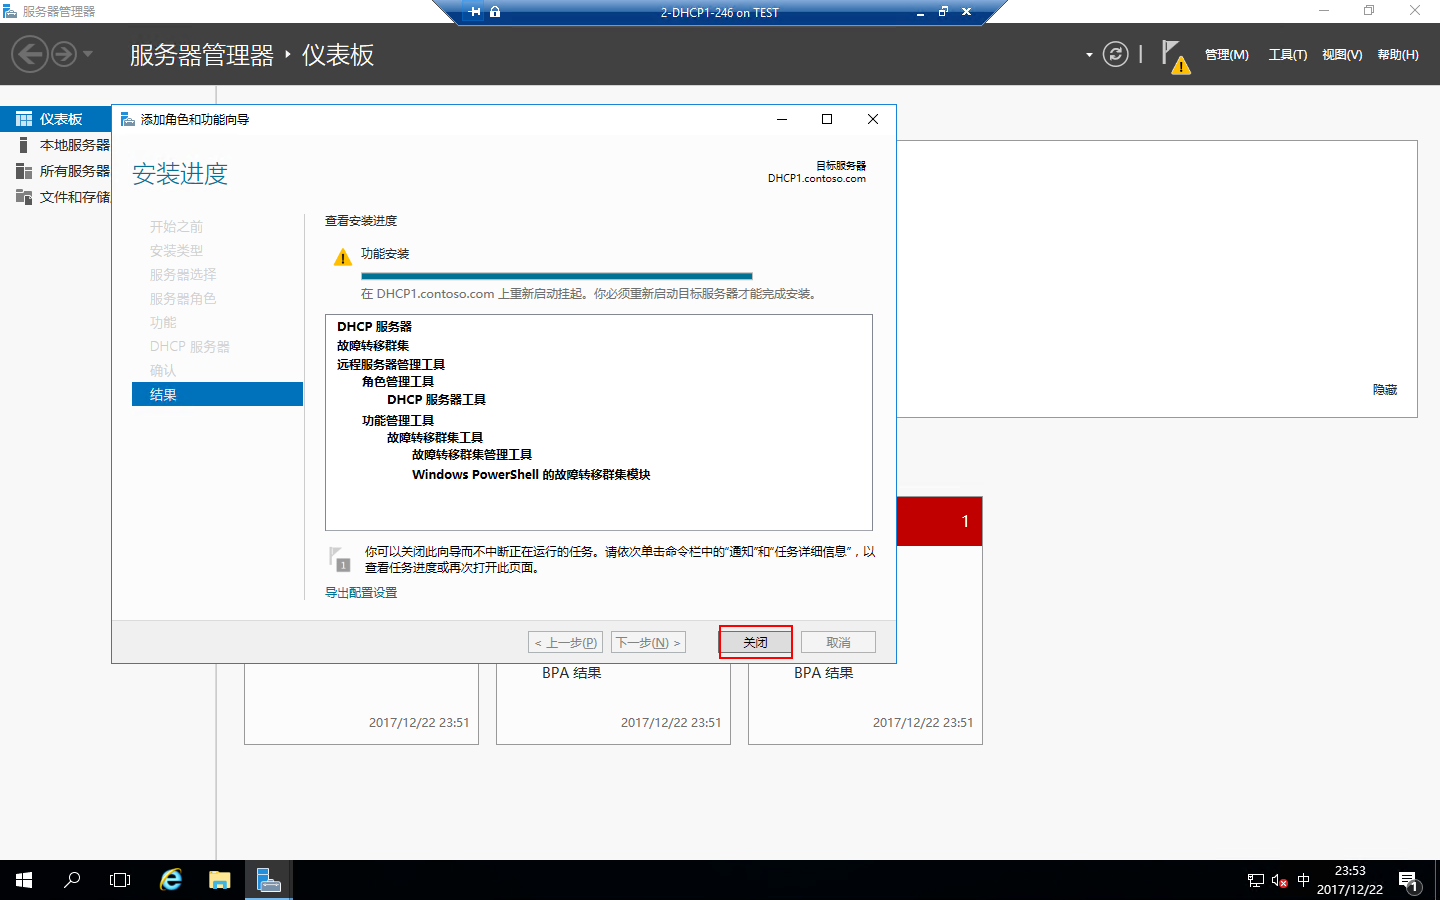 服务器管理器
2-DHCP1-246 on TEST
服务器管理器 ‣ 仪表板
管理(M)
工具(T)
视图(V)
帮助(H)
仪表板
本地服务器
所有服务器
文件和存储
添加角色和功能向导
安装进度
目标服务器
DHCP1.contoso.com
开始之前
安装类型
服务器选择
服务器角色
功能
DHCP 服务器
确认
结果
查看安装进度
功能安装
在 DHCP1.contoso.com 上重新启动挂起。你必须重新启动目标服务器才能完成安装。
DHCP 服务器
故障转移群集
远程服务器管理工具
角色管理工具
DHCP 服务器工具
功能管理工具
故障转移群集工具
故障转移群集管理工具
Windows PowerShell 的故障转移群集模块
1
你可以关闭此向导而不中断正在运行的任务。请依次单击命令栏中的“通知”和“任务详细信息”，以
查看任务进度或再次打开此页面。
导出配置设置
< 上一步(P)
下一步(N) >
关闭
取消
隐藏
1
BPA 结果
BPA 结果
2017/12/22 23:51
2017/12/22 23:51
2017/12/22 23:51
中
23:53
2017/12/22
1